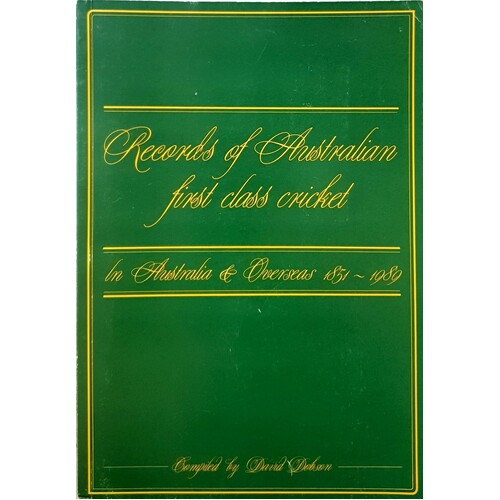 Records of Australian
first class cricket
In Australia & Overseas 1851 ~ 1989
Compiled by David Dobson